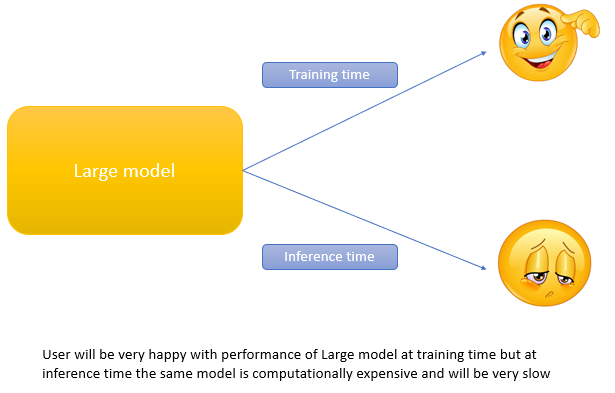 Training time
Large model
Inference time
User will be very happy with performance of Large model at training time but at
inference time the same model is computationally expensive and will be very slow